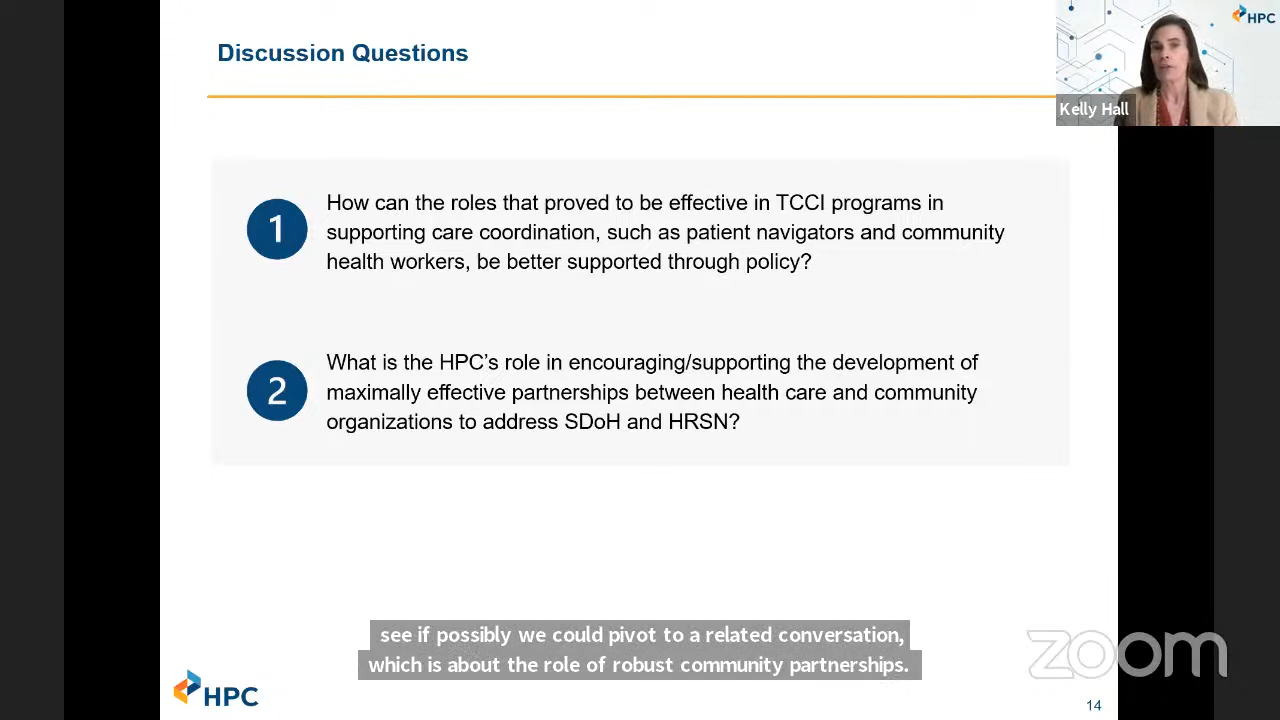 Discussion Questions
HPC
Kelly Hall
1
How can the roles that proved to be effective in TCCI programs in
supporting care coordination, such as patient navigators and community
health workers, be better supported through policy?
2
What is the HPC’s role in encouraging/supporting the development of
maximally effective partnerships between health care and community
organizations to address SDoH and HRSN?
see if possibly we could pivot to a related conversation,
which is about the role of robust community partnerships.
zoom
HPC
14